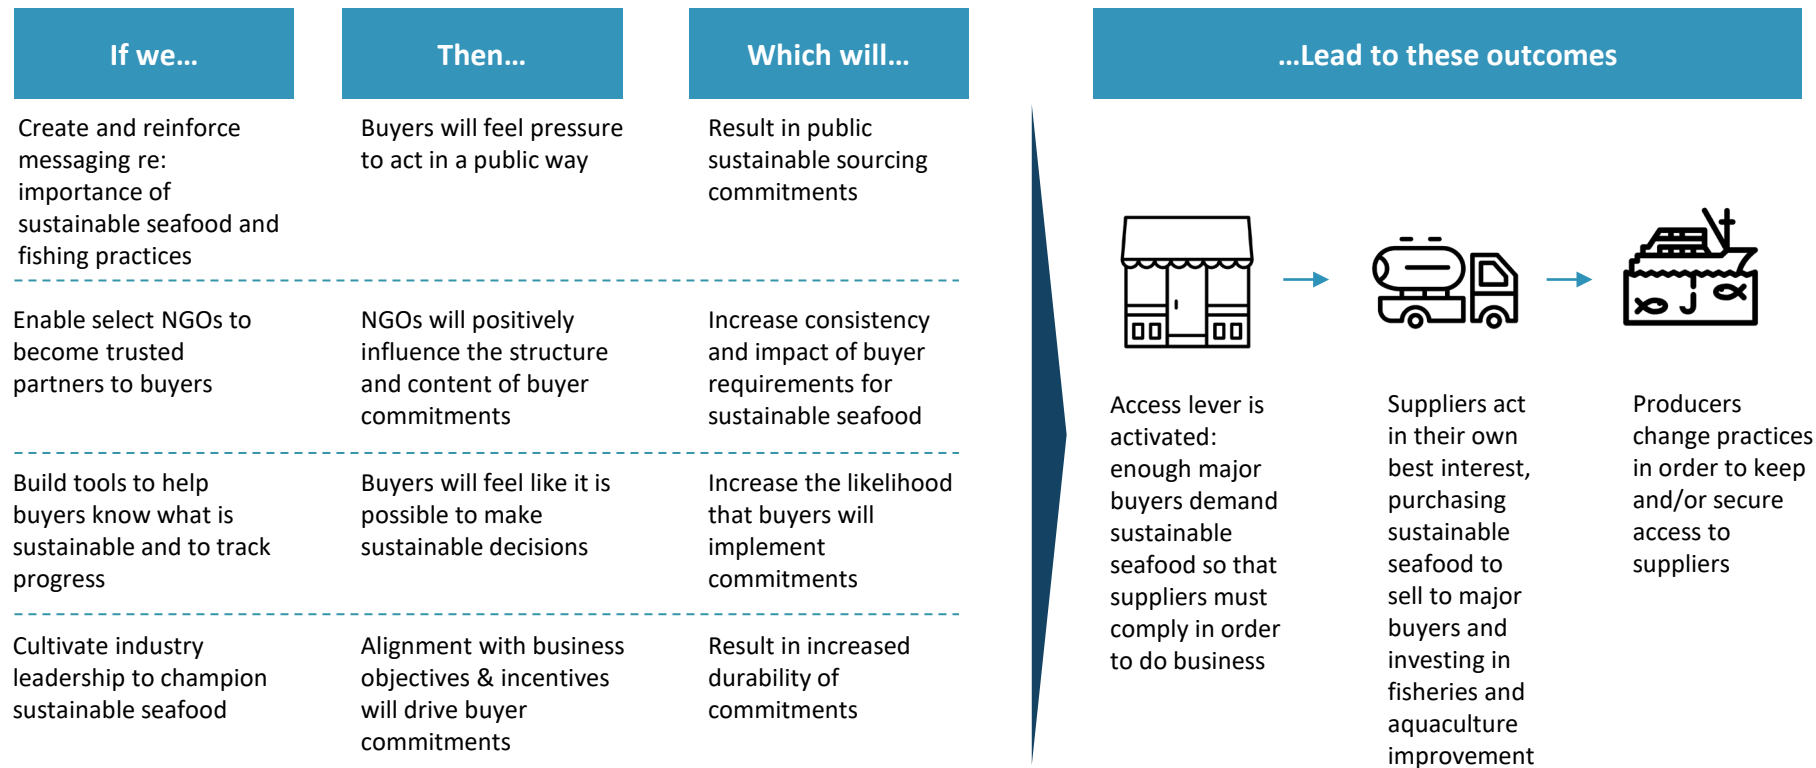 If we…
Then…
Which will…
…Lead to these outcomes
Create and reinforce
messaging re:
importance of
sustainable seafood and
fishing practices
Buyers will feel pressure
to act in a public way
Result in public
sustainable sourcing
commitments
Enable select NGOs to
become trusted
partners to buyers
NGOs will positively
influence the structure
and content of buyer
commitments
Increase consistency
and impact of buyer
requirements for
sustainable seafood
Build tools to help
buyers know what is
sustainable and to track
progress
Buyers will feel like it is
possible to make
sustainable decisions
Increase the likelihood
that buyers will
implement
commitments
Cultivate industry
leadership to champion
sustainable seafood
Alignment with business
objectives & incentives
will drive buyer
commitments
Result in increased
durability of
commitments
Access lever is
activated:
enough major
buyers demand
sustainable
seafood so that
suppliers must
comply in order
to do business
Suppliers act
in their own
best interest,
purchasing
sustainable
seafood to
sell to major
buyers and
investing in
fisheries and
aquaculture
improvement
Producers
change practices
in order to keep
and/or secure
access to
suppliers